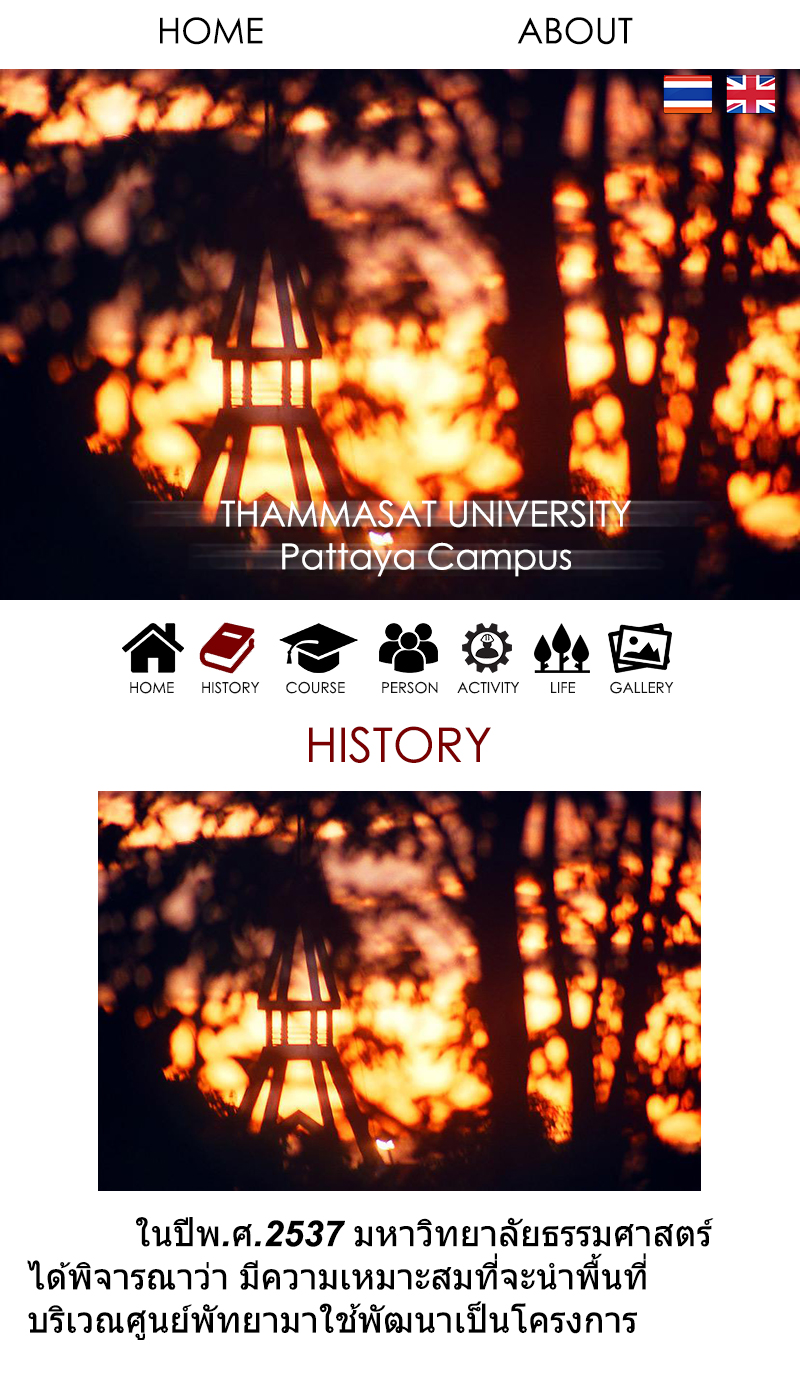 HOME ABOUT
THAMMASAT UNIVERSITY
Pattaya Campus
HOME HISTORY COURSE PERSON ACTIVITY LIFE GALLERY
HISTORY
ในปีพ.ศ.2537 มหาวิทยาลัยธรรมศาสตร์
ได้พิจารณาว่า มีความเหมาะสมที่จะนำพื้นที่
บริเวณศูนย์พัทยามาใช้พัฒนาเป็นโครงการ